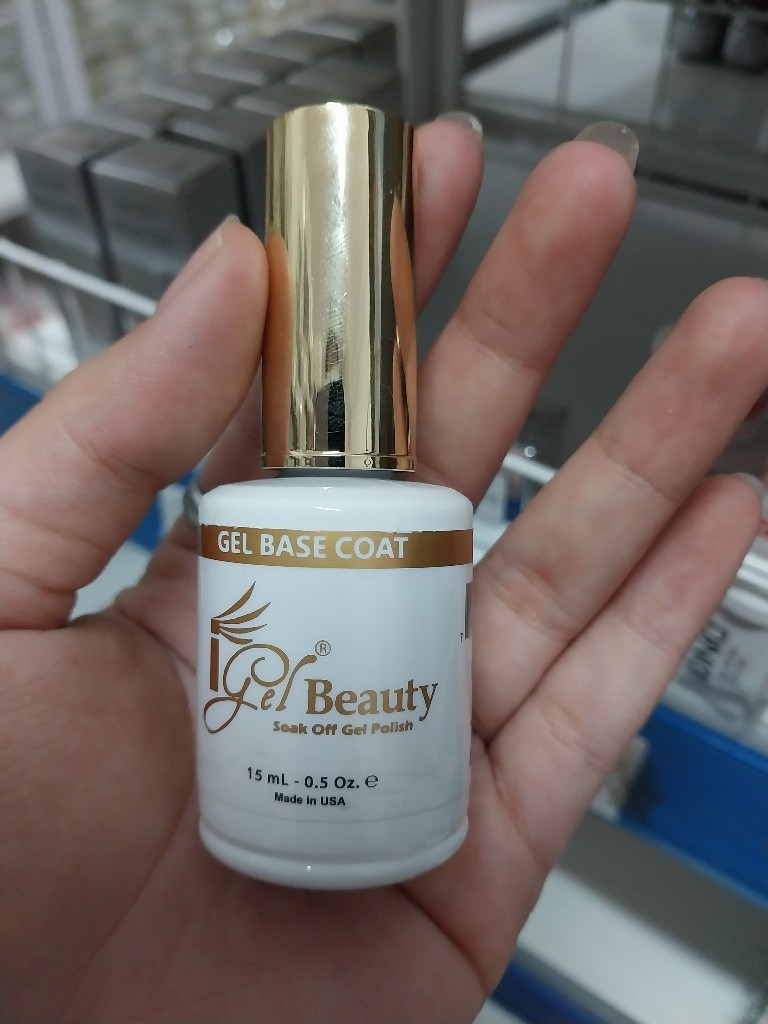 GEL BASE COAT
iGel® Beauty
Soak Off Gel Polish
15 mL - 0.5 Oz. ℮
Made in USA